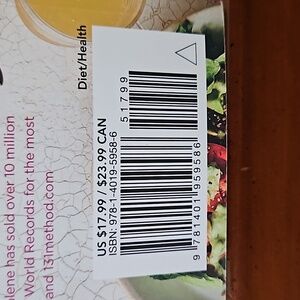 Diet/Health
US $17.99 / $23.99 CAN
ISBN: 978-1-4019-5958-6
51799
9 781401 959586
lene has sold over 10 million
World Records for the most
and 131method.com